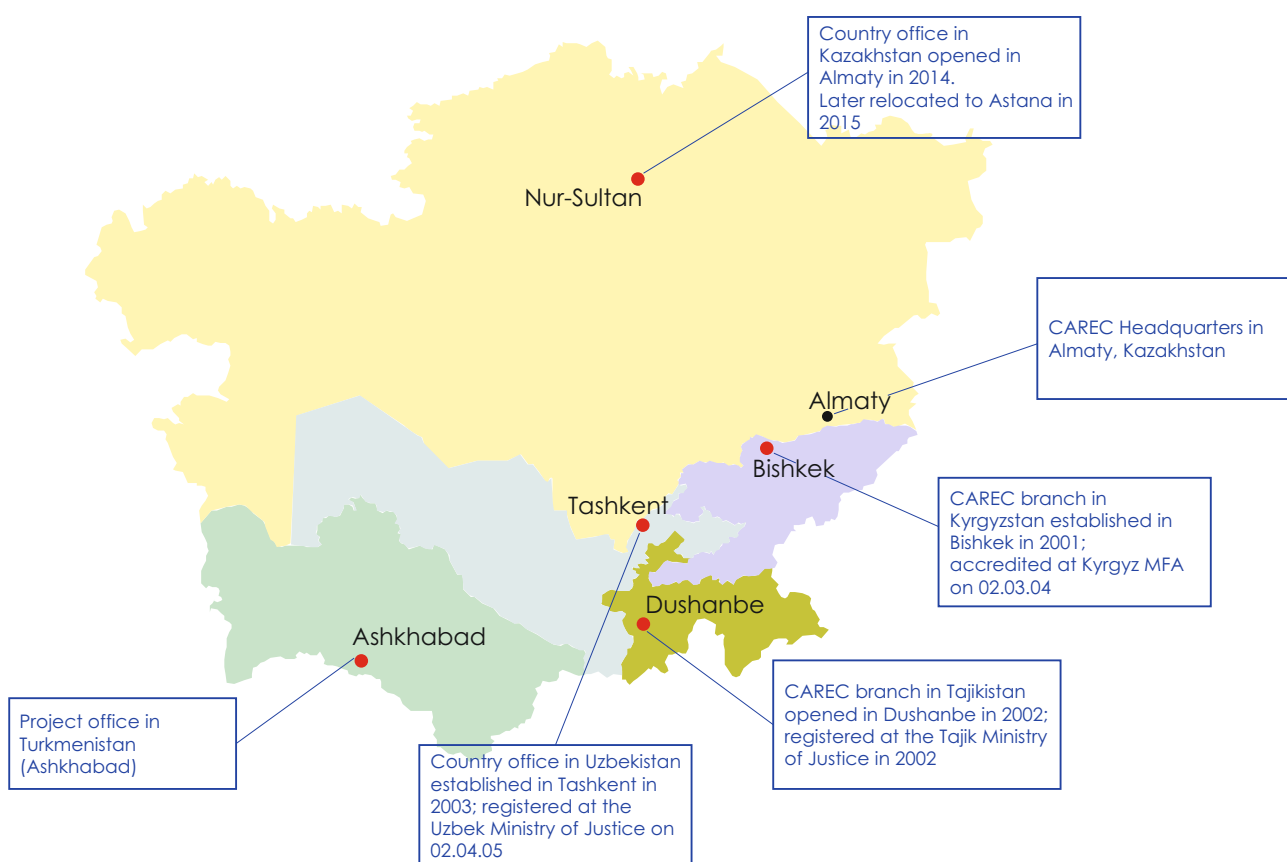 Country office in
Kazakhstan opened in
Almaty in 2014.
Later relocated to Astana in
2015
Nur-Sultan
CAREC Headquarters in
Almaty, Kazakhstan
Almaty
Bishkek
CAREC branch in
Kyrgyzstan established in
Bishkek in 2001;
accredited at Kyrgyz MFA
on 02.03.04
Tashkent
Dushanbe
Ashkhabad
CAREC branch in Tajikistan
opened in Dushanbe in 2002;
registered at the Tajik Ministry
of Justice in 2002
Project office in
Turkmenistan
(Ashkhabad)
Country office in Uzbekistan
established in Tashkent in
2003; registered at the
Uzbek Ministry of Justice on
02.04.05